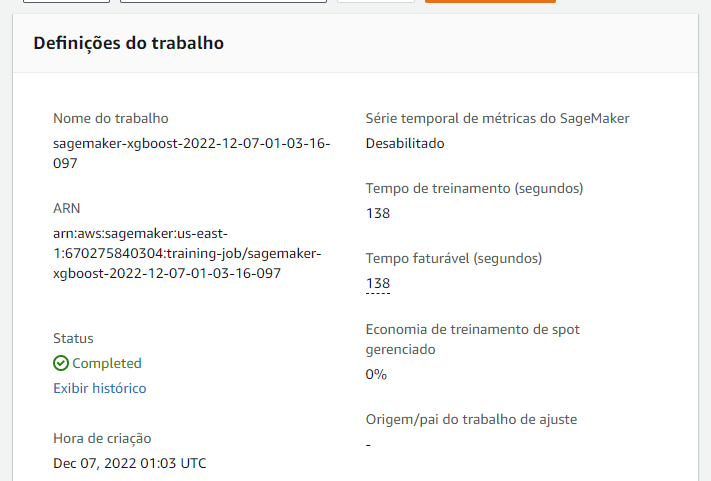 Definições do trabalho
Nome do trabalho
sagemaker-xgboost-2022-12-07-01-03-16-
097
ARN
arn:aws:sagemaker:us-east-
1:670275840304:training-job/sagemaker-
xgboost-2022-12-07-01-03-16-097
Status
Completed
Exibir histórico
Hora de criação
Dec 07, 2022 01:03 UTC
Série temporal de métricas do SageMaker
Desabilitado
Tempo de treinamento (segundos)
138
Tempo faturável (segundos)
138
Economia de treinamento de spot
gerenciado
0%
Origem/pai do trabalho de ajuste
-